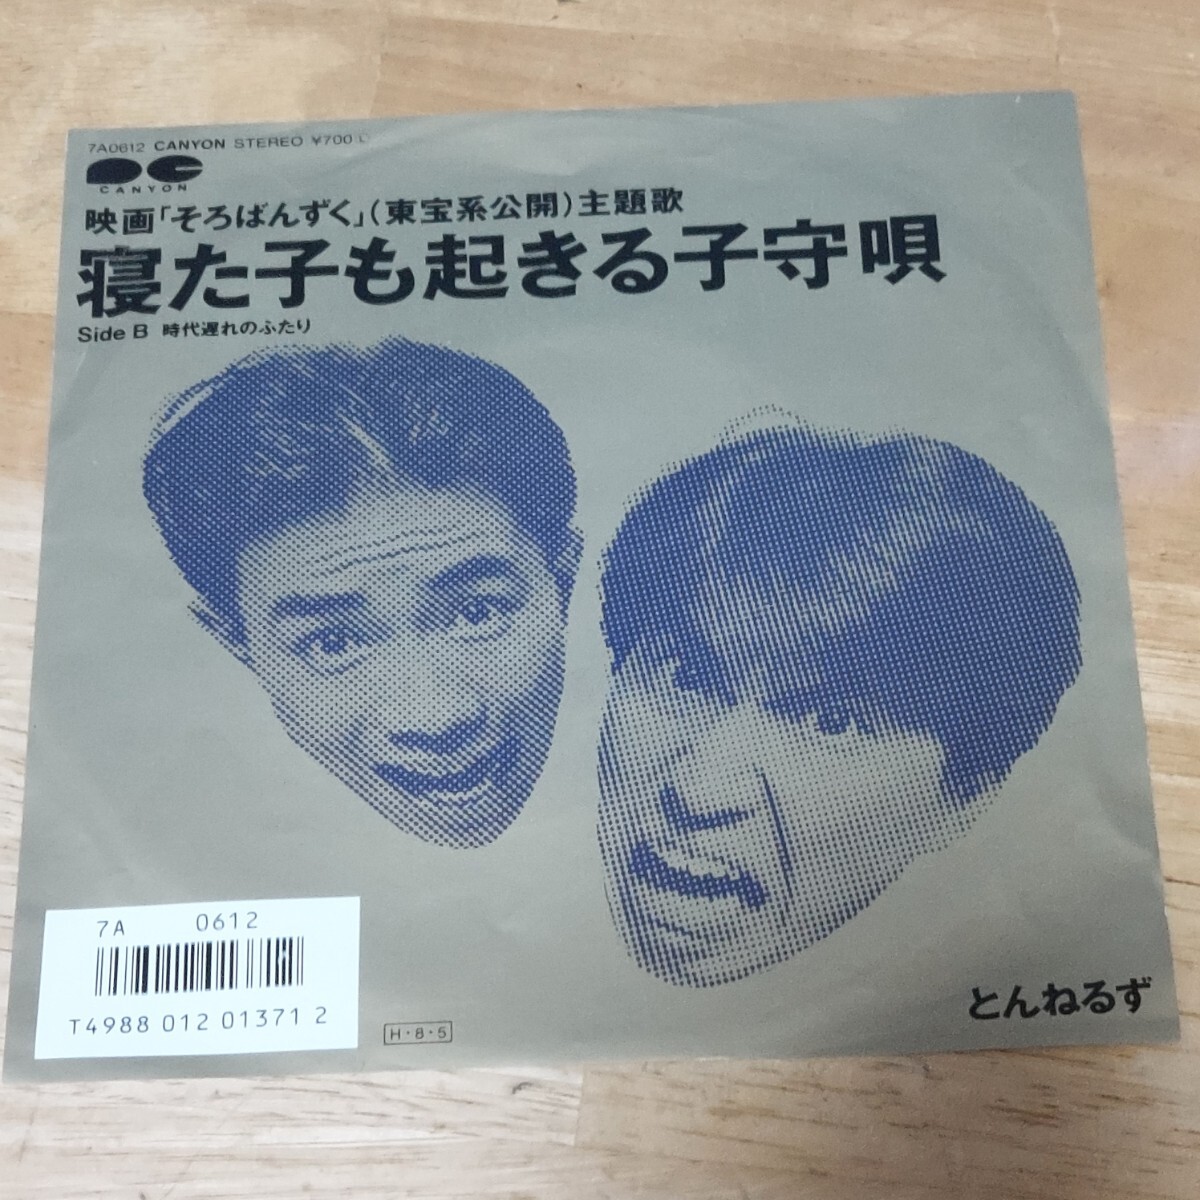 7A0612 CANYON STEREO ¥700
CANYON
映画「そろばんずく」(東宝系公開)主題歌
寝た子も起きる子守唄
Side B 時代遅れのふたり
7A 0612
T4988 012 01371 2
H・8・5
とんねるず